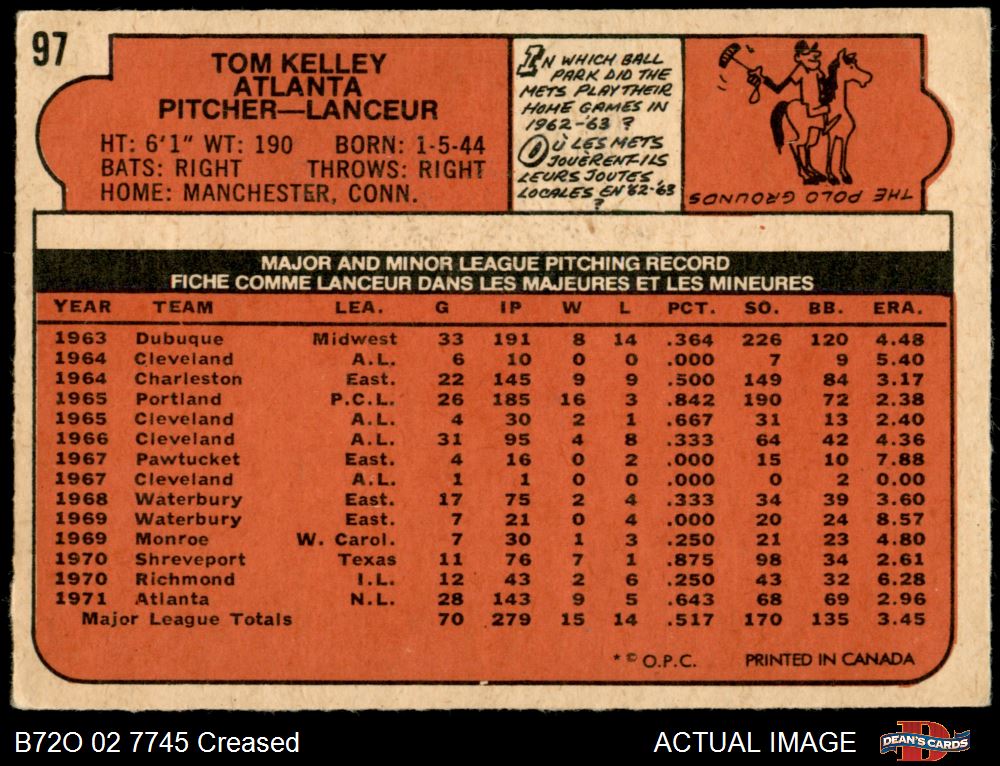 97
TOM KELLEY
ATLANTA
PITCHER—LANCEUR
HT: 6'1" WT: 190 BORN: 1-5-44
BATS: RIGHT THROWS: RIGHT
HOME: MANCHESTER, CONN.
IN WHICH BALL
PARK DID THE
METS PLAY THEIR
HOME GAMES IN
1962-'63 ?
OÙ LES METS
JOUÈRENT-ILS
LEURS JOUTES
LOCALES EN '62-'63
?
THE POLO GROUNDS
MAJOR AND MINOR LEAGUE PITCHING RECORD
FICHE COMME LANCEUR DANS LES MAJEURES ET LES MINEURES
YEAR TEAM LEA. G IP W L PCT. SO. BB. ERA.
1963 Dubuque Midwest 33 191 8 14 .364 226 120 4.48
1964 Cleveland A.L. 6 10 0 0 .000 7 9 5.40
1964 Charleston East. 22 145 9 9 .500 149 84 3.17
1965 Portland P.C.L. 26 185 16 3 .842 190 72 2.38
1965 Cleveland A.L. 4 30 2 1 .667 31 13 2.40
1966 Cleveland A.L. 31 95 4 8 .333 64 42 4.36
1967 Pawtucket East. 4 16 0 2 .000 15 10 7.88
1967 Cleveland A.L. 1 1 0 0 .000 0 2 0.00
1968 Waterbury East. 17 75 2 4 .333 34 39 3.60
1969 Waterbury East. 7 21 0 4 .000 20 24 8.57
1969 Monroe W. Carol. 7 30 1 3 .250 21 23 4.80
1970 Shreveport Texas 11 76 7 1 .875 98 34 2.61
1970 Richmond I.L. 12 43 2 6 .250 43 32 6.28
1971 Atlanta N.L. 28 143 9 5 .643 68 69 2.96
Major League Totals 70 279 15 14 .517 170 135 3.45
* © O.P.C. PRINTED IN CANADA
B72O 02 7745 Creased ACTUAL IMAGE
D
DEAN'S CARDS